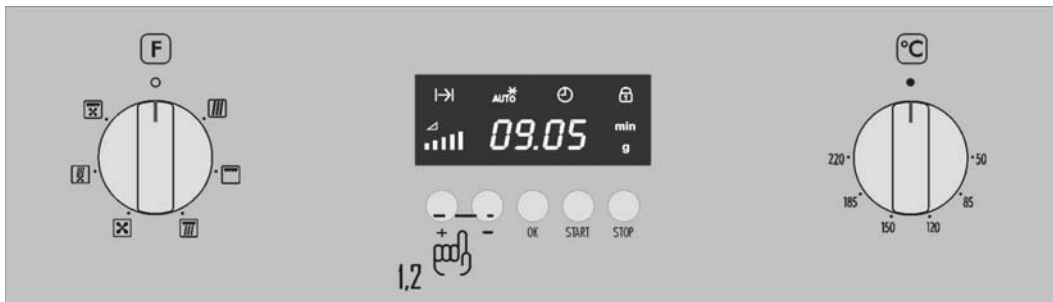 F
°C
AUTO
09.05
min
g
220
50
185
85
150
120
+ - OK START STOP
1,2